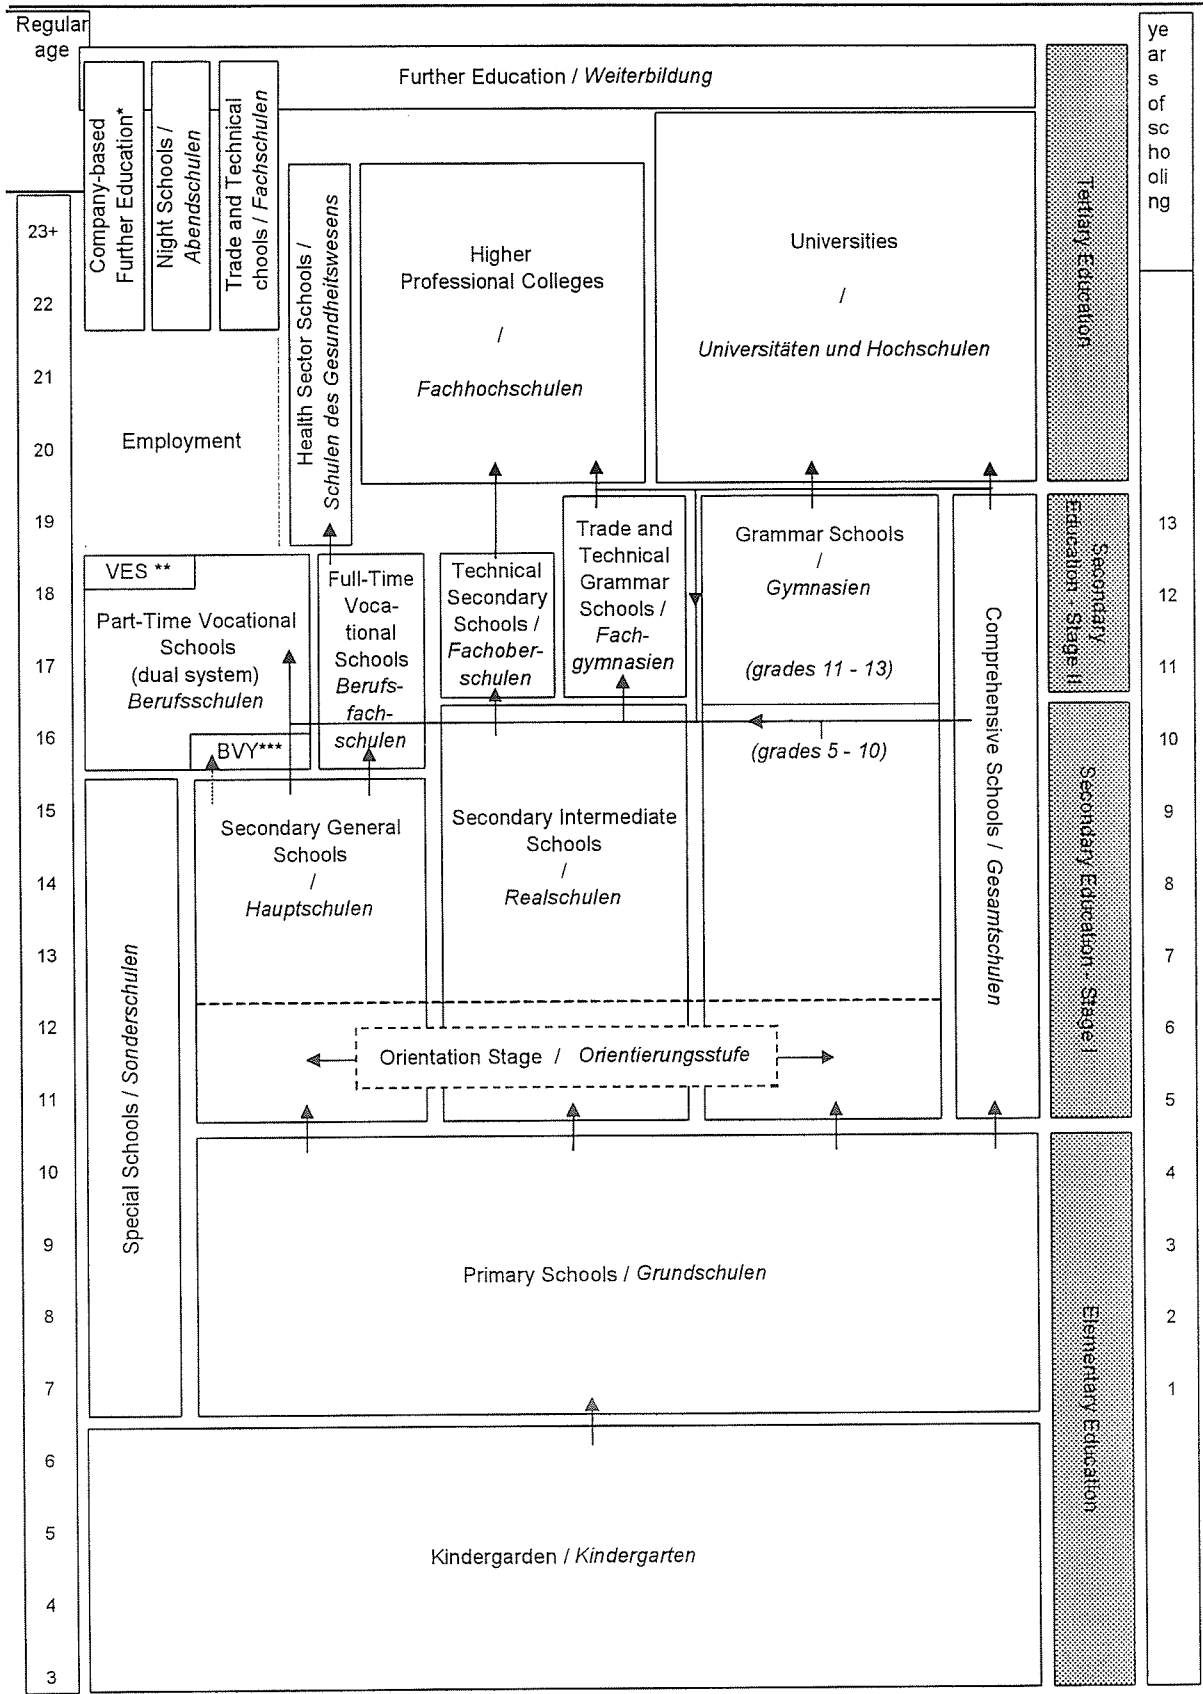 Regular
age
ye
ar
s
of
sc
ho
oli
ng
Further Education / Weiterbildung
Company-based
Further Education*
Night Schools /
Abendschulen
Trade and Technical
chools / Fachschulen
Health Sector Schools /
Schulen des Gesundheitswesens
Higher
Professional Colleges
/
Fachhochschulen
Universities
/
Universitäten und Hochschulen
Tertiary Education
23+
22
21
20
19
18
17
16
15
14
13
12
11
10
9
8
7
6
5
4
3
Employment
VES **
Part-Time Vocational
Schools
(dual system)
Berufsschulen
BVY***
Full-Time
Voca-
tional
Schools
Berufs-
fach-
schulen
Technical
Secondary
Schools /
Fachober-
schulen
Trade and
Technical
Grammar
Schools /
Fach-
gymnasien
Grammar Schools
/
Gymnasien
(grades 11 - 13)
(grades 5 - 10)
Comprehensive Schools / Gesamtschulen
Secondary
Education - Stage II
Secondary Education - Stage I
Special Schools / Sonderschulen
Secondary General
Schools
/
Hauptschulen
Secondary Intermediate
Schools
/
Realschulen
Orientation Stage / Orientierungsstufe
Primary Schools / Grundschulen
Kindergarden / Kindergarten
Elementary Education
13
12
11
10
9
8
7
6
5
4
3
2
1